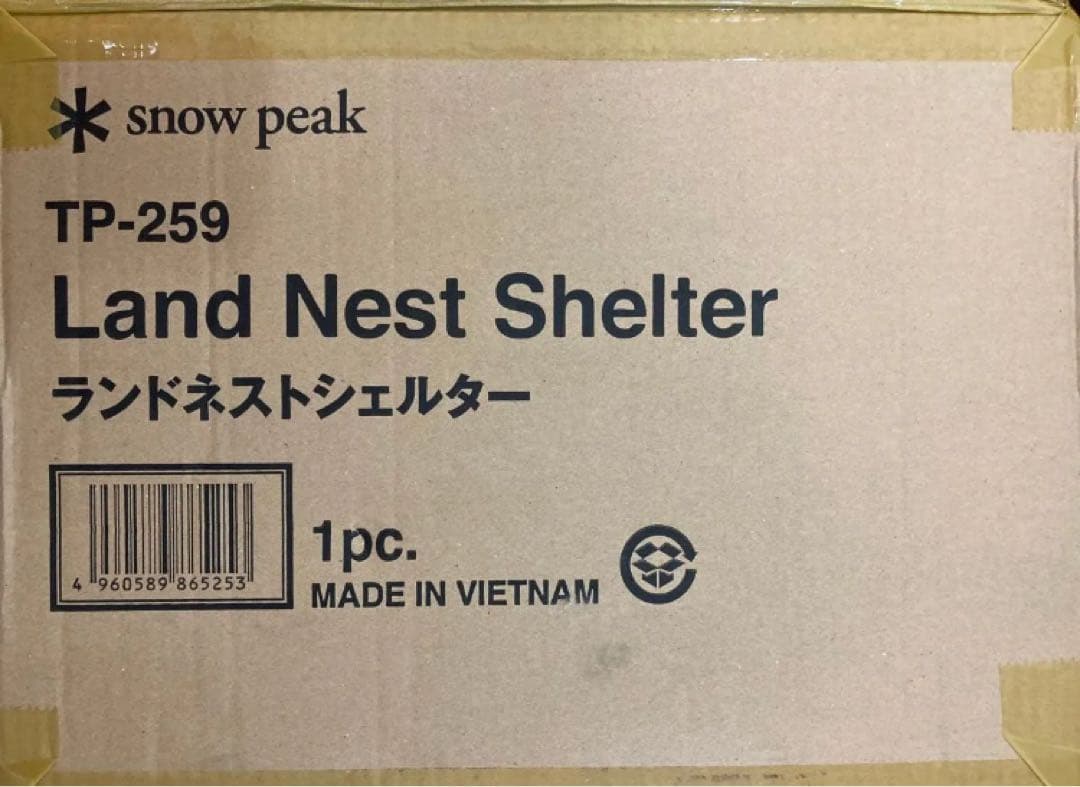 snow peak
TP-259
Land Nest Shelter
ランドネストシェルター
4 960589 865253
1pc.
MADE IN VIETNAM